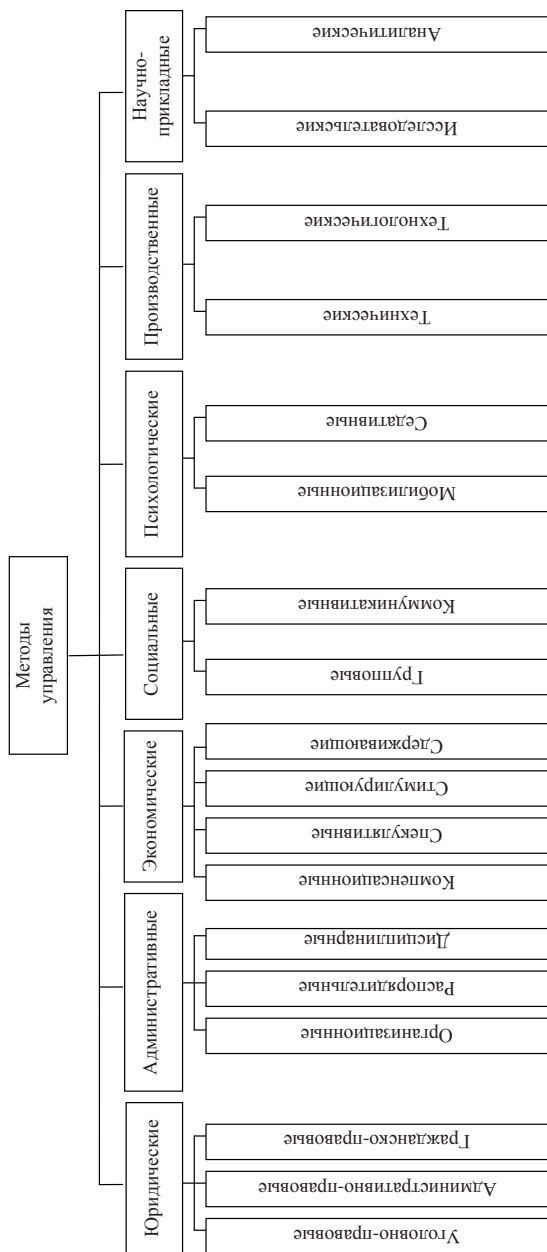 Методы
управления
Юридические
Административные
Экономические
Социальные
Психологические
Производственные
Научно-
прикладные
Уголовно-правовые
Административно-правовые
Гражданско-правовые
Организационные
Распорядительные
Дисциплинарные
Компенсационные
Спекулятивные
Стимулирующие
Сдерживающие
Групповые
Коммуникативные
Мобилизационные
Седативные
Технические
Технологические
Исследовательские
Аналитические